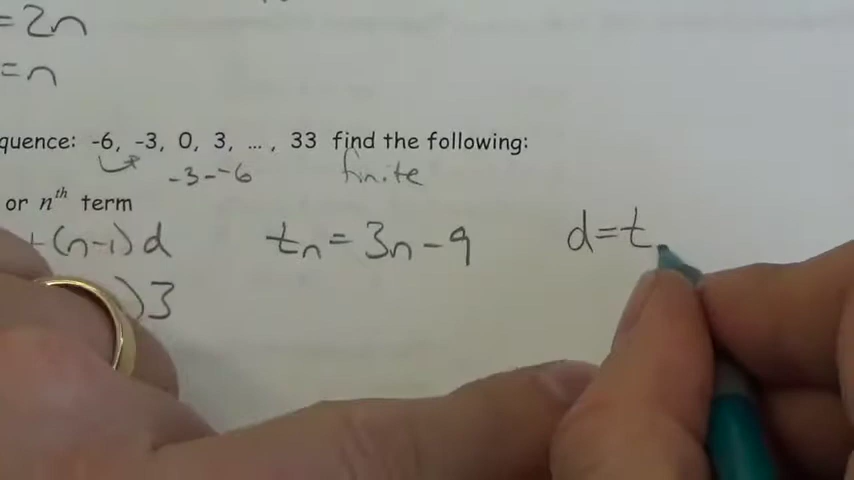 =2n
=n
quence: -6, -3, 0, 3, ... , 33 find the following:
-3--6 finite
or nth term
+(n-1)d tn=3n-9 d=t
)3